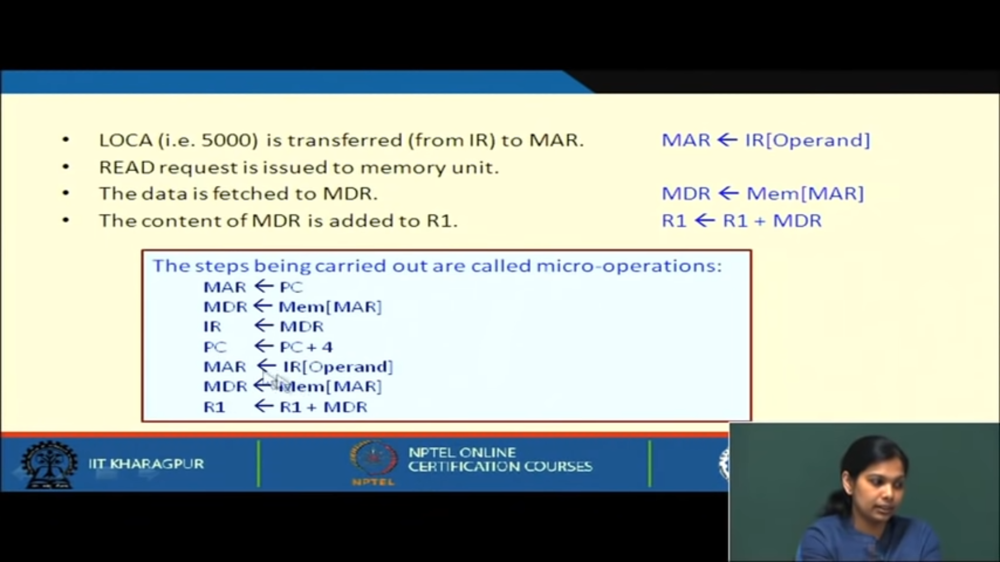 • LOCA (i.e. 5000) is transferred (from IR) to MAR. MAR ← IR[Operand]
• READ request is issued to memory unit.
• The data is fetched to MDR. MDR ← Mem[MAR]
• The content of MDR is added to R1. R1 ← R1 + MDR
The steps being carried out are called micro-operations:
MAR ← PC
MDR ← Mem[MAR]
IR ← MDR
PC ← PC + 4
MAR ← IR[Operand]
MDR ← Mem[MAR]
R1 ← R1 + MDR
IIT KHARAGPUR
NPTEL
NPTEL ONLINE
CERTIFICATION COURSES